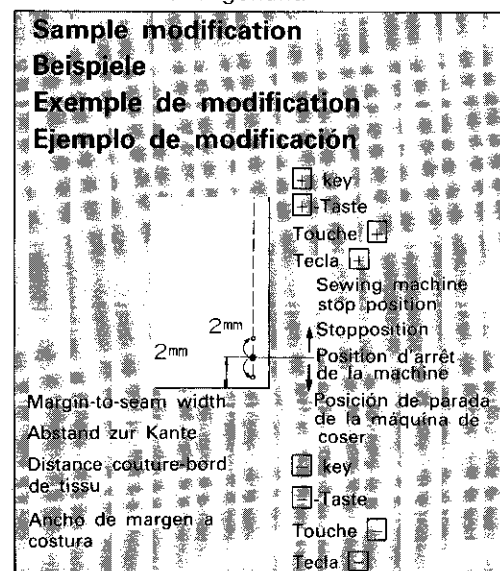 Sample modification
Beispiele
Exemple de modification
Ejemplo de modificación
+ key
+-Taste
Touche +
Tecla +
Sewing machine
stop position
Stopposition
Position d'arrêt
de la machine
Posición de parada
de la máquina de
coser
2mm
2mm
Margin-to-seam width
Abstand zur Kante
Distance couture-bord
de tissu
Ancho de margen a
costura
− key
−-Taste
Touche −
Tecla −